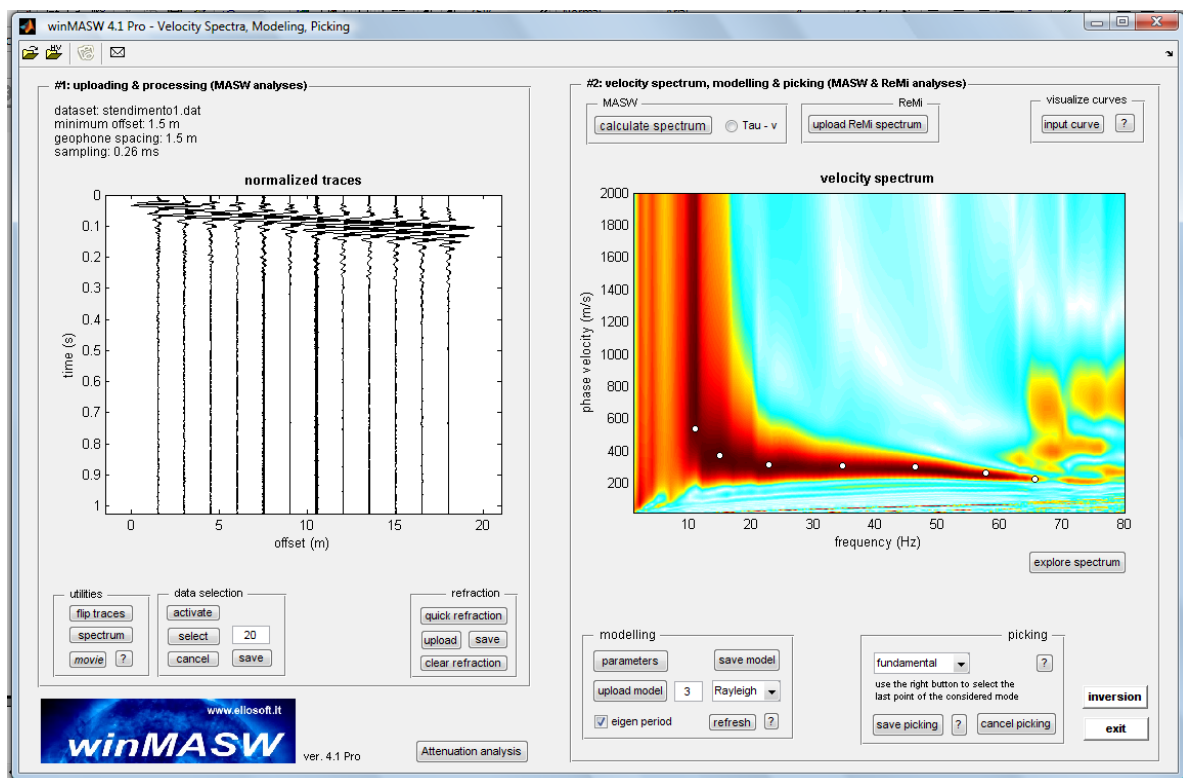 winMASW 4.1 Pro - Velocity Spectra, Modeling, Picking
HV
#1: uploading & processing (MASW analyses)
dataset: stendimento1.dat
minimum offset: 1.5 m
geophone spacing: 1.5 m
sampling: 0.26 ms
normalized traces
0
0.1
0.2
0.3
0.4
0.5
0.6
0.7
0.8
0.9
1
time (s)
0 5 10 15 20
offset (m)
utilities
flip traces
spectrum
movie ?
data selection
activate
select 20
cancel save
refraction
quick refraction
upload save
clear refraction
www.eliosoft.it
winMASW
ver. 4.1 Pro
Attenuation analysis
#2: velocity spectrum, modelling & picking (MASW & ReMi analyses)
MASW
calculate spectrum Tau - v
ReMi
upload ReMi spectrum
visualize curves
input curve ?
velocity spectrum
2000
1800
1600
1400
1200
1000
800
600
400
200
phase velocity (m/s)
10 20 30 40 50 60 70 80
frequency (Hz)
explore spectrum
modelling
parameters save model
upload model 3 Rayleigh
eigen period refresh ?
picking
fundamental ?
use the right button to select the
last point of the considered mode
save picking ? cancel picking
inversion
exit